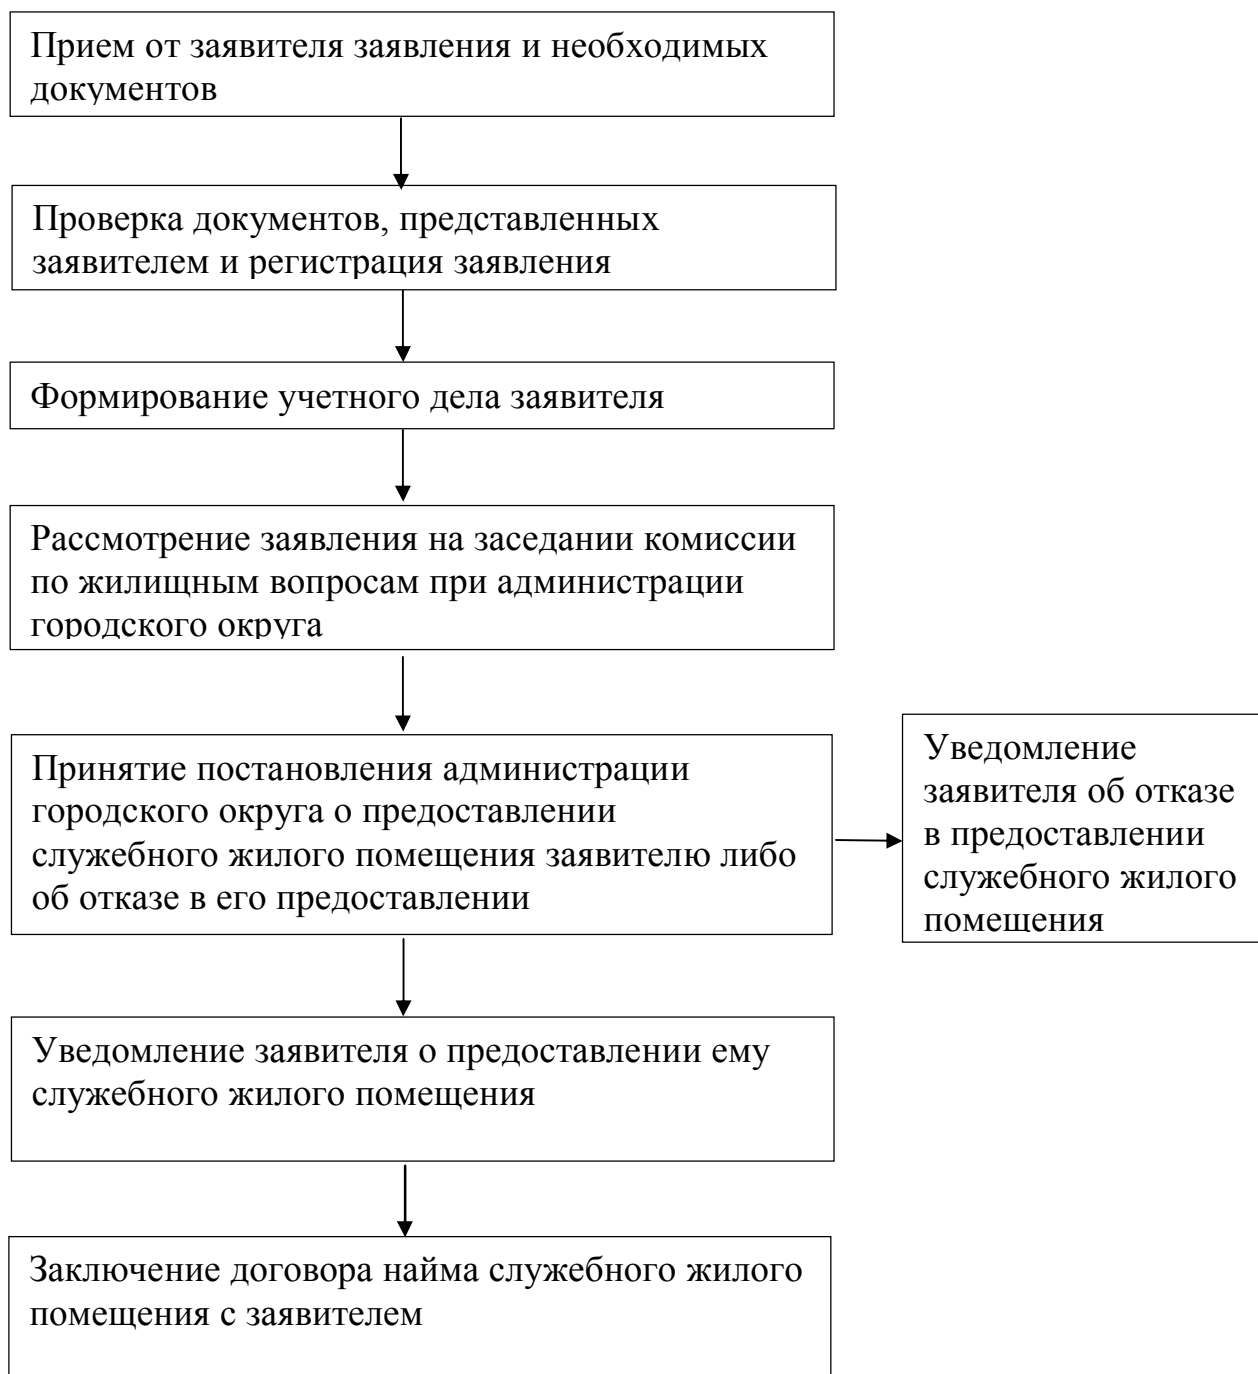 Прием от заявителя заявления и необходимых
документов
Проверка документов, представленных
заявителем и регистрация заявления
Формирование учетного дела заявителя
Рассмотрение заявления на заседании комиссии
по жилищным вопросам при администрации
городского округа
Принятие постановления администрации
городского округа о предоставлении
служебного жилого помещения заявителю либо
об отказе в его предоставлении
Уведомление
заявителя об отказе
в предоставлении
служебного жилого
помещения
Уведомление заявителя о предоставлении ему
служебного жилого помещения
Заключение договора найма служебного жилого
помещения с заявителем